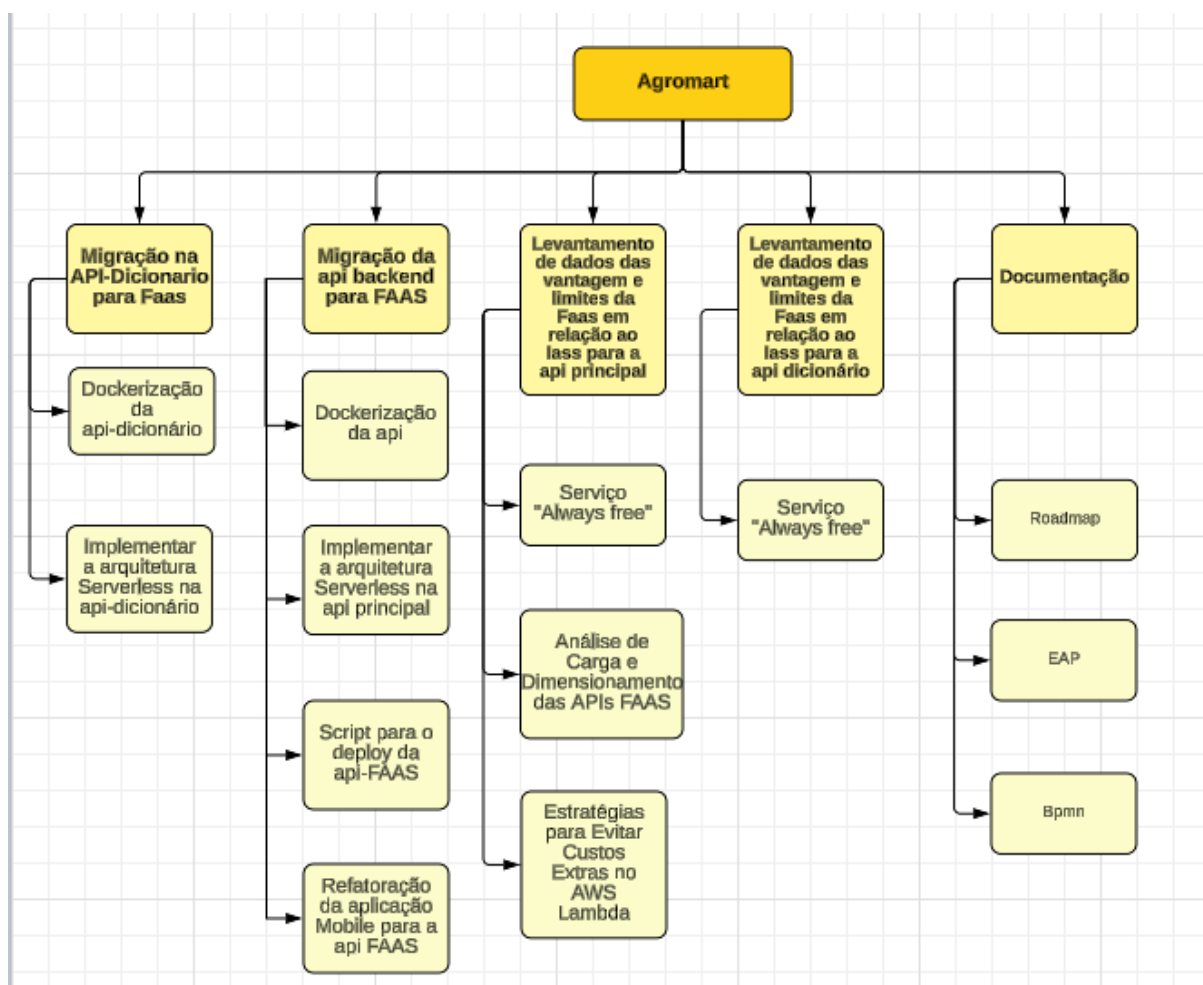 Agromart
Migração na
API-Dicionario
para Faas
Dockerização
da
api-dicionário
Implementar
a arquitetura
Serverless na
api-dicionário
Migração da
api backend
para FAAS
Dockerização
da api
Implementar
a arquitetura
Serverless na
api principal
Script para o
deploy da
api-FAAS
Refatoração
da aplicação
Mobile para a
api FAAS
Levantamento
de dados das
vantagem e
limites da
Faas em
relação ao
Iass para a
api principal
Serviço
"Always free"
Análise de
Carga e
Dimensionamento
das APIs FAAS
Estratégias
para Evitar
Custos
Extras no
AWS
Lambda
Levantamento
de dados das
vantagem e
limites da
Faas em
relação ao
Iass para a
api dicionário
Serviço
"Always free"
Documentação
Roadmap
EAP
Bpmn